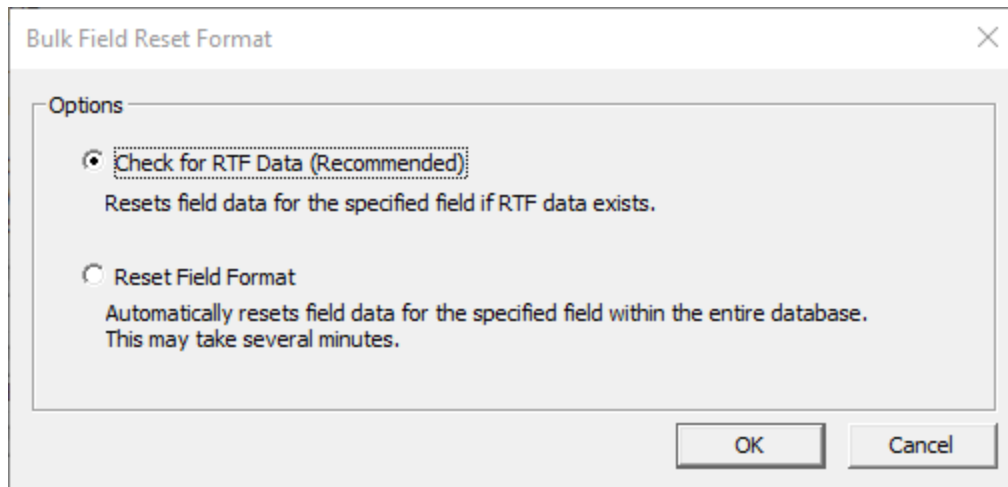 Bulk Field Reset Format
Options
Check for RTF Data (Recommended)
Resets field data for the specified field if RTF data exists.
Reset Field Format
Automatically resets field data for the specified field within the entire database.
This may take several minutes.
OK
Cancel